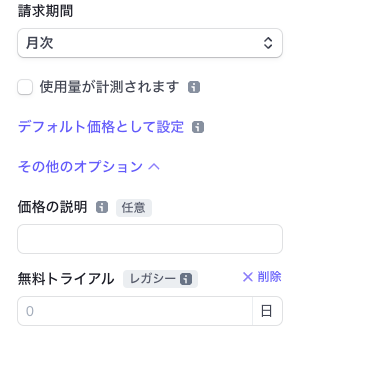 請求期間
月次
使用量が計測されます
デフォルト価格として設定
その他のオプション
価格の説明 任意
無料トライアル レガシー 削除
0 日